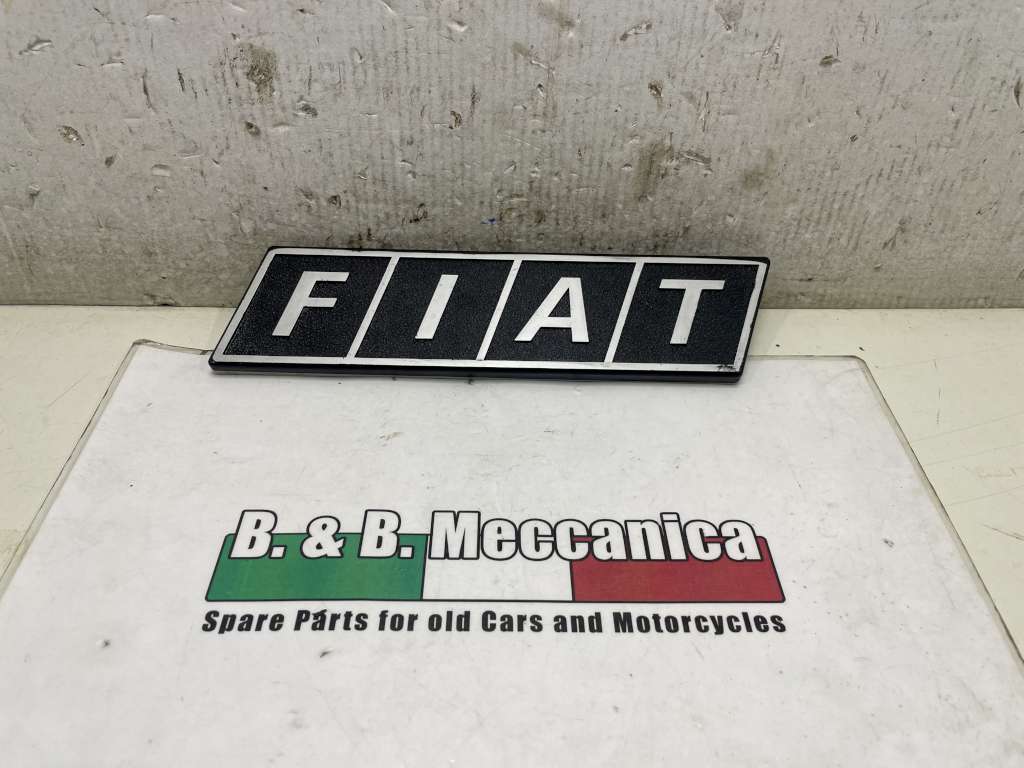 FIAT
B. & B. Meccanica
Spare Parts for old Cars and Motorcycles